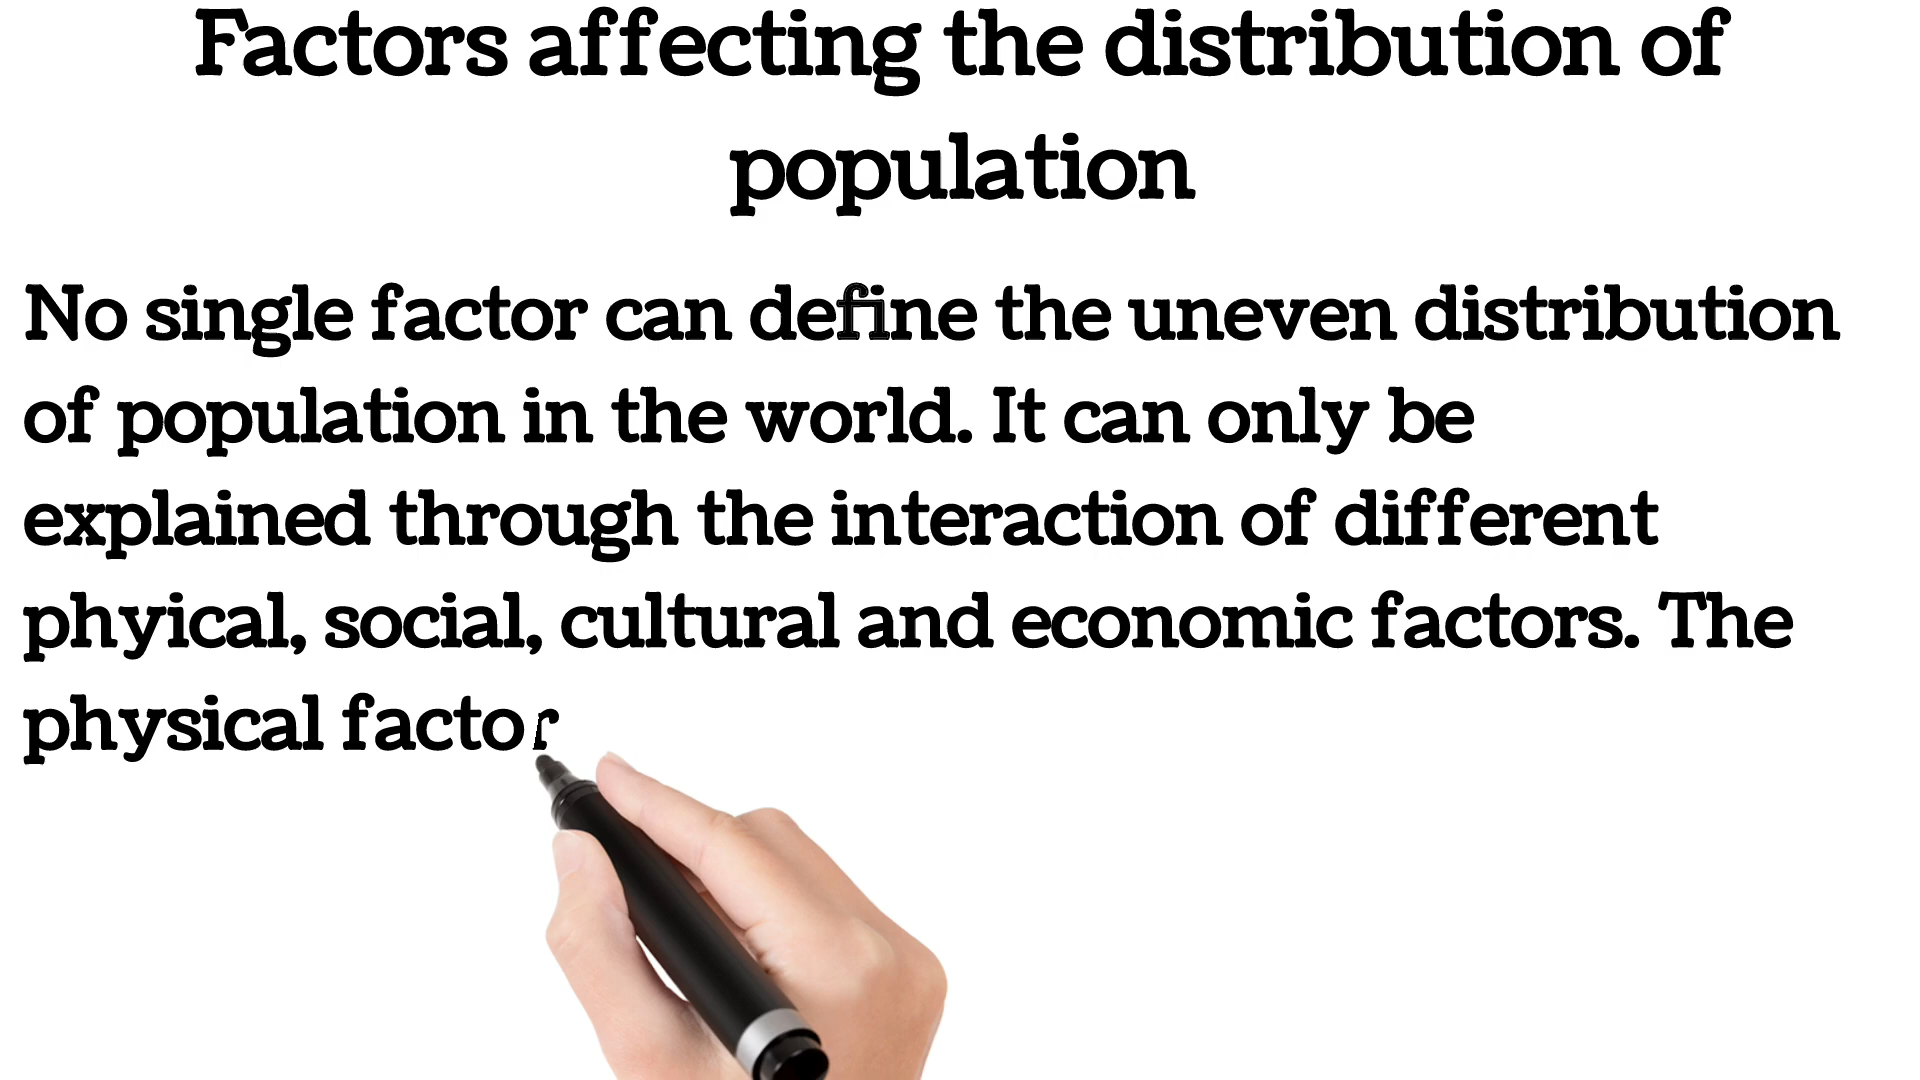 Factors affecting the distribution of
population
No single factor can define the uneven distribution
of population in the world. It can only be
explained through the interaction of different
phyical, social, cultural and economic factors. The
physical factor